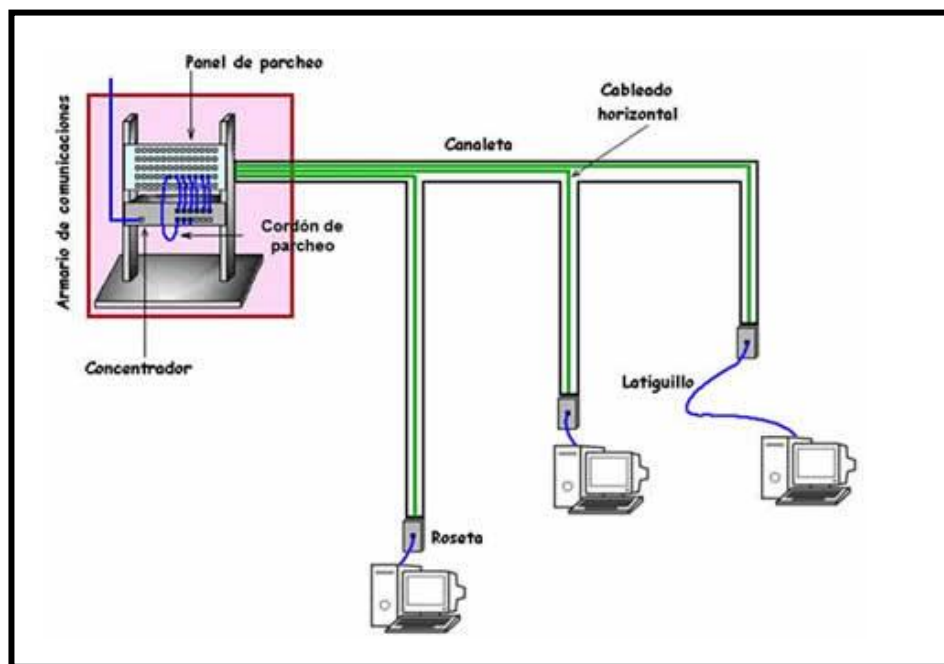 Panel de parcheo
Armario de comunicaciones
Cableado
horizontal
Canaleta
Cordón de
parcheo
Concentrador
Latiguillo
Roseta